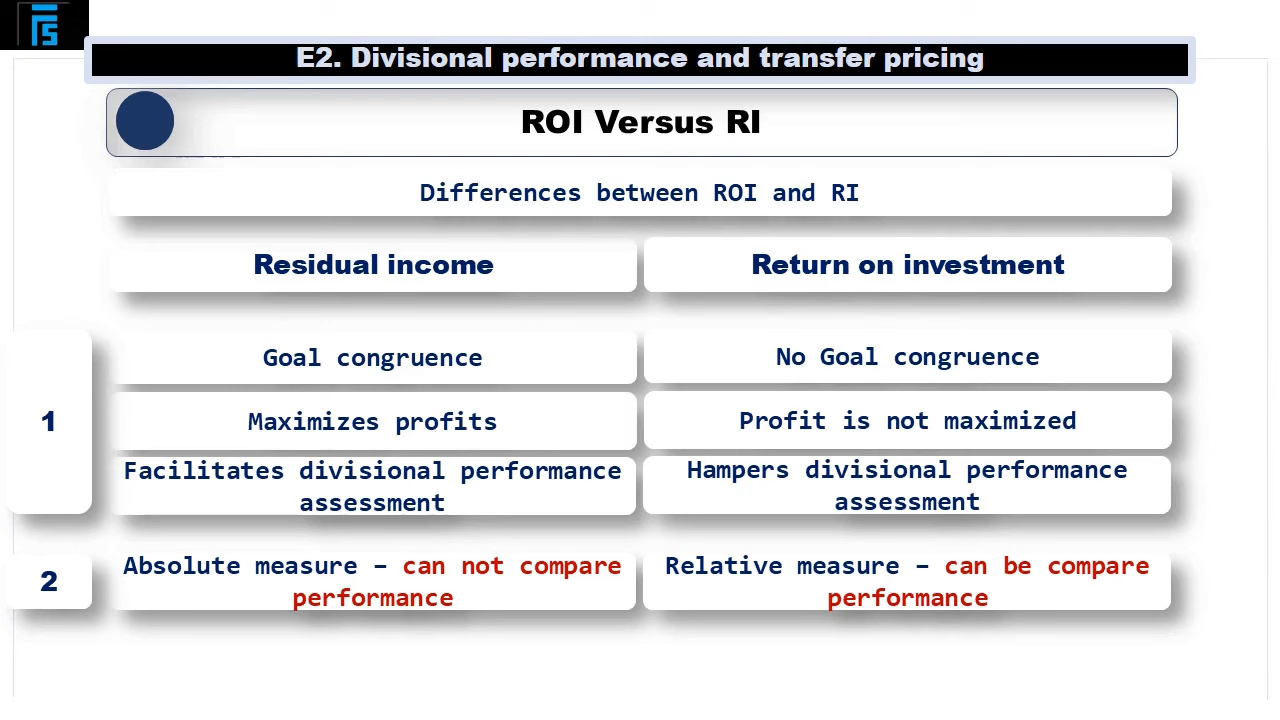 FFS
E2. Divisional performance and transfer pricing
ROI Versus RI
Differences between ROI and RI
Residual income
Return on investment
1
Goal congruence
No Goal congruence
Maximizes profits
Profit is not maximized
Facilitates divisional performance
assessment
Hampers divisional performance
assessment
2
Absolute measure – can not compare
performance
Relative measure – can be compare
performance